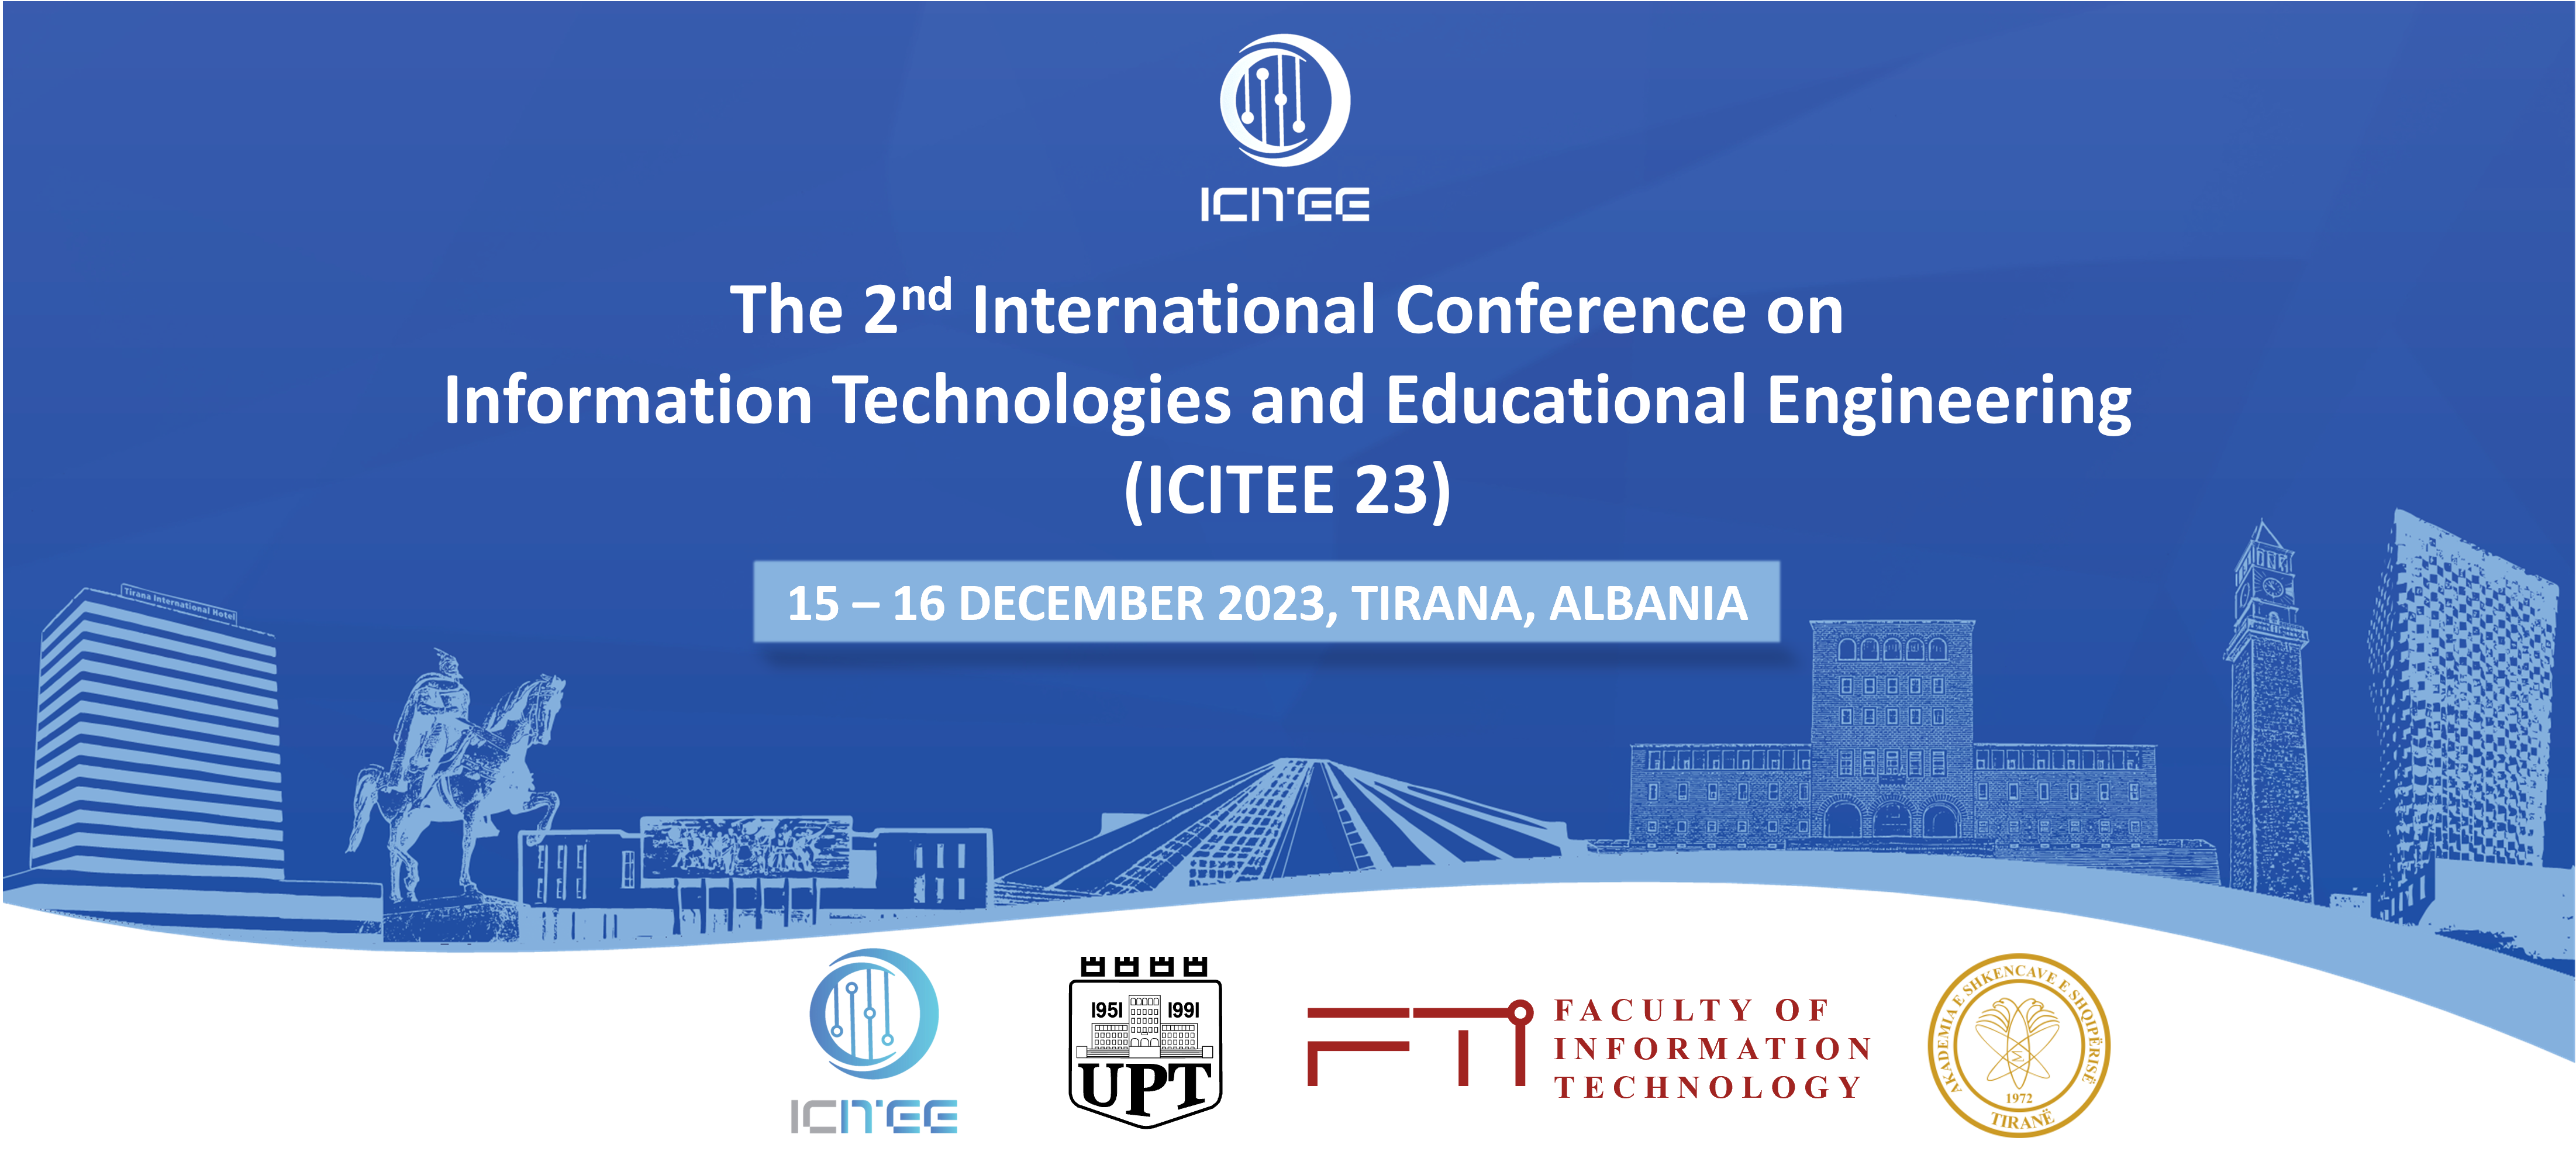 ICITEE
The 2nd International Conference on
Information Technologies and Educational Engineering
(ICITEE 23)
15 – 16 DECEMBER 2023, TIRANA, ALBANIA
Tirana International Hotel
ICITEE
1951 1991
UPT
FTI
FACULTY OF
INFORMATION
TECHNOLOGY
AKADEMIA E SHKENCAVE E SHQIPËRISË
1972
TIRANË